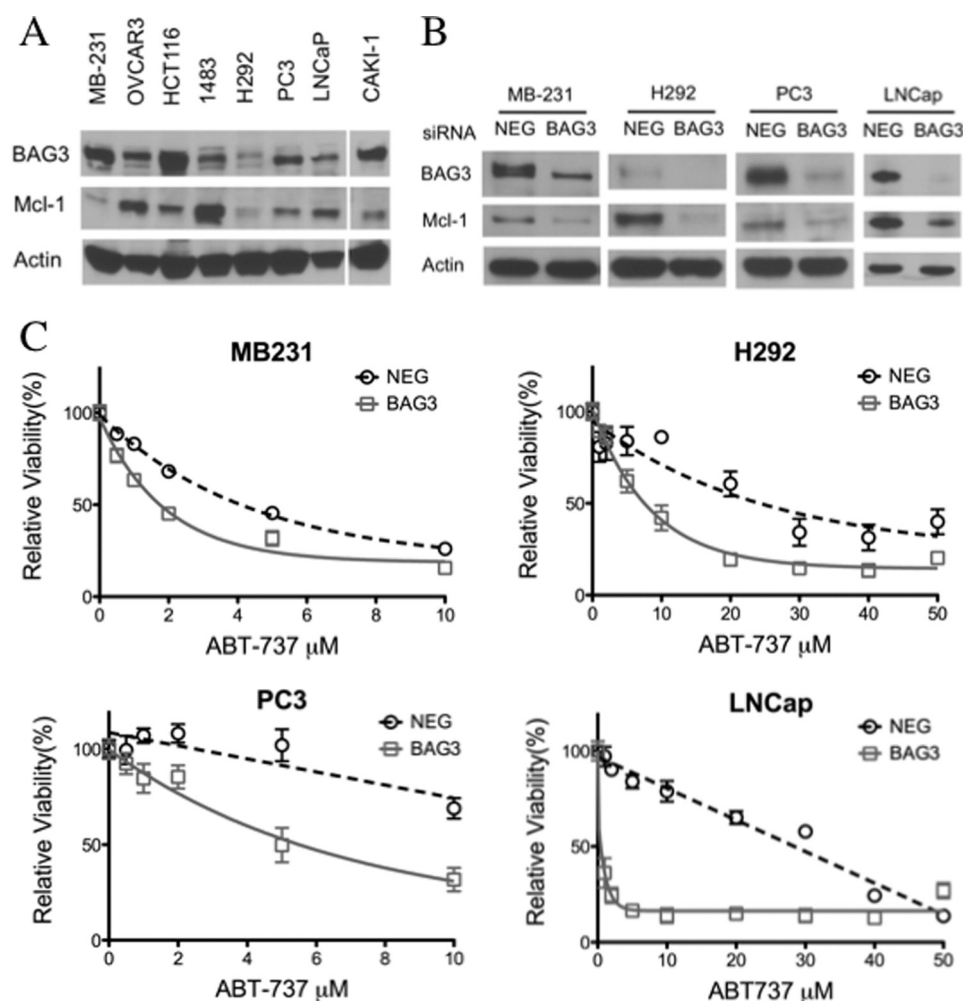 A
MB-231
OVCAR3
HCT116
1483
H292
PC3
LNCaP
CAKI-1
BAG3
Mcl-1
Actin
B
MB-231 H292 PC3 LNCap
siRNA NEG BAG3 NEG BAG3 NEG BAG3 NEG BAG3
BAG3
Mcl-1
Actin
C
MB231
NEG
BAG3
Relative Viability(%)
100
50
0
0 2 4 6 8 10
ABT-737 μM
H292
NEG
BAG3
Relative Viability(%)
100
50
0
0 10 20 30 40 50
ABT-737 μM
PC3
NEG
BAG3
Relative Viability(%)
100
50
0
0 2 4 6 8 10
ABT-737 μM
LNCap
NEG
BAG3
Relative Viability(%)
100
50
0
0 10 20 30 40 50
ABT737 μM